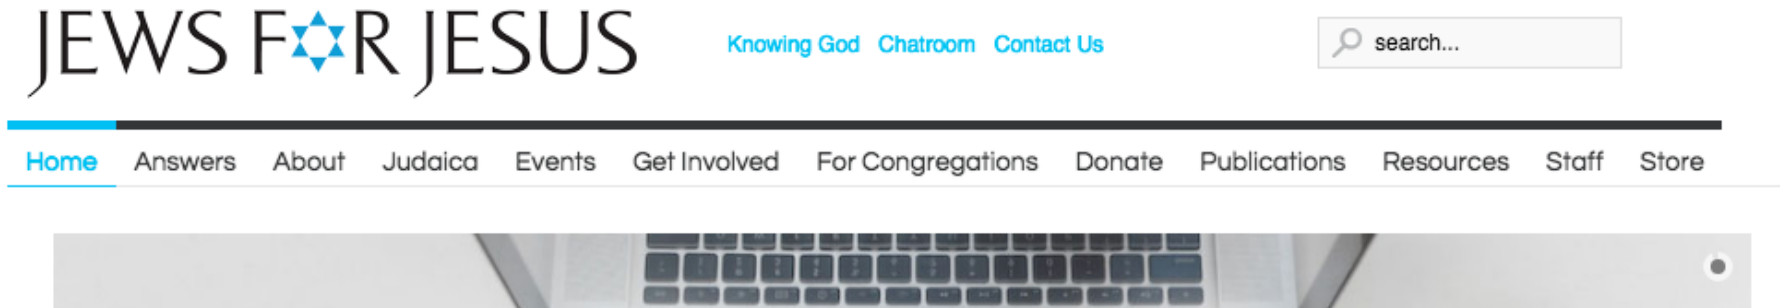 JEWS FOR JESUS
Knowing God Chatroom Contact Us
search...
Home Answers About Judaica Events Get Involved For Congregations Donate Publications Resources Staff Store